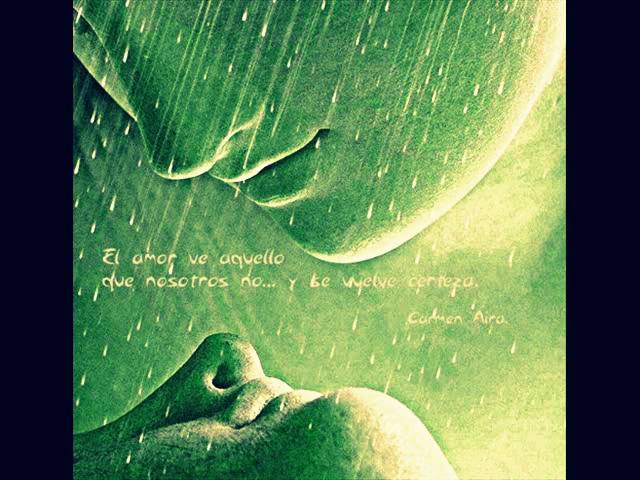 El amor ve aquello
que nosotros no... y se vuelve certeza.
Carmen Aira.